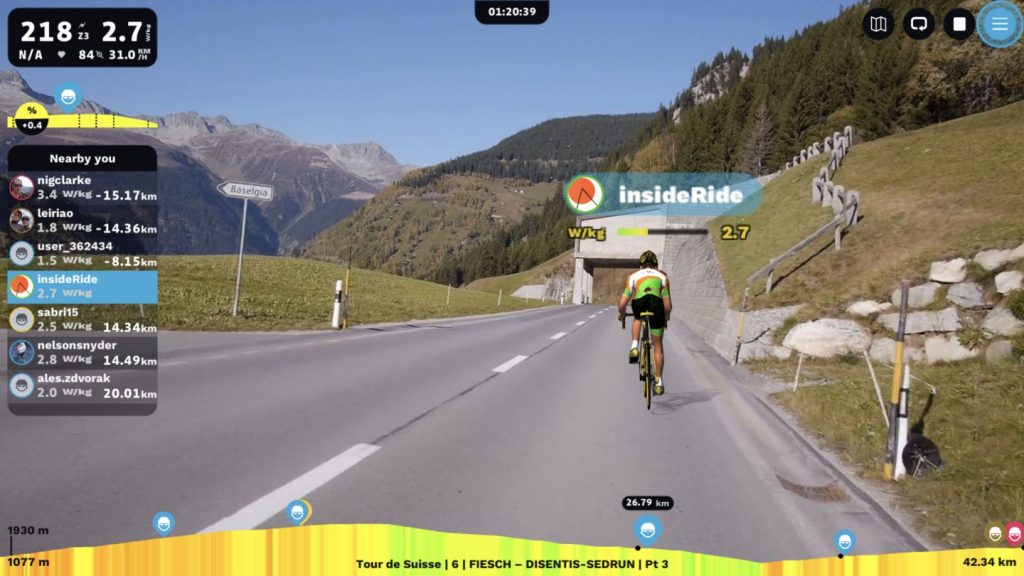 01:20:39
218 Z3 2.7 W/kg
N/A 84 31.0 KM/H
%
+0.4
Nearby you
nigclarke
3.4 W/kg -15.17km
leiriao
1.8 W/kg -14.36km
user_362434
1.5 W/kg -8.15km
insideRide
2.7 W/kg
sabri15
2.5 W/kg 14.34km
nelsonsnyder
2.8 W/kg 14.49km
ales.zdvorak
2.0 W/kg 20.01km
Baselgia
insideRide
W/kg 2.7
26.79 km
1930 m
1077 m
Tour de Suisse | 6 | FIESCH – DISENTIS-SEDRUN | Pt 3
42.34 km